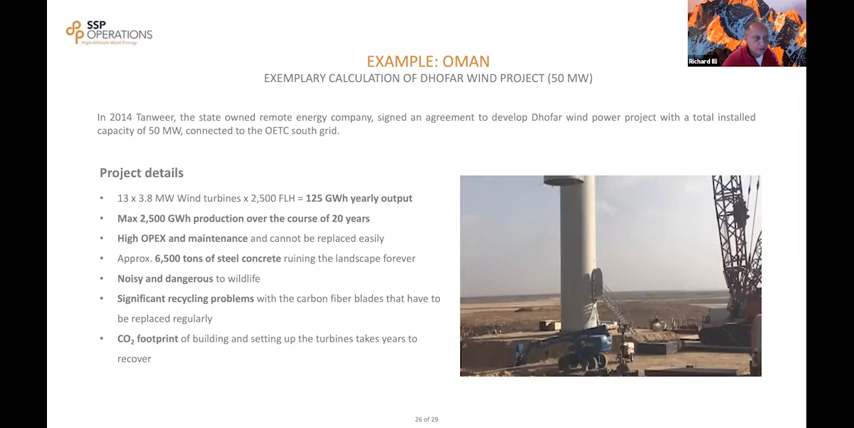 SSP
OPERATIONS
High Altitude Wind Energy
Richard Ili
EXAMPLE: OMAN
EXEMPLARY CALCULATION OF DHOFAR WIND PROJECT (50 MW)
In 2014 Tanweer, the state owned remote energy company, signed an agreement to develop Dhofar wind power project with a total installed
capacity of 50 MW, connected to the OETC south grid.
Project details
• 13 x 3.8 MW Wind turbines x 2,500 FLH = 125 GWh yearly output
• Max 2,500 GWh production over the course of 20 years
• High OPEX and maintenance and cannot be replaced easily
• Approx. 6,500 tons of steel concrete ruining the landscape forever
• Noisy and dangerous to wildlife
• Significant recycling problems with the carbon fiber blades that have to
be replaced regularly
• CO₂ footprint of building and setting up the turbines takes years to
recover
26 of 29